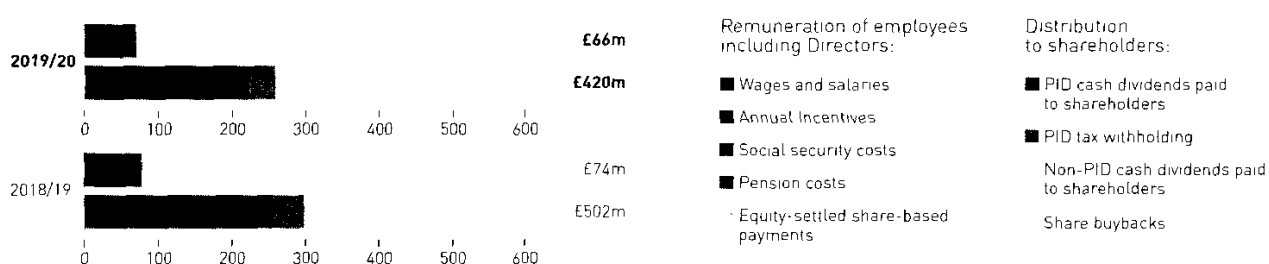 2019/20
£66m
£420m
0 100 200 300 400 500 600
2018/19
£74m
£502m
0 100 200 300 400 500 600
Remuneration of employees
including Directors:
Wages and salaries
Annual Incentives
Social security costs
Pension costs
Equity-settled share-based
payments
Distribution
to shareholders:
PID cash dividends paid
to shareholders
PID tax withholding
Non-PID cash dividends paid
to shareholders
Share buybacks